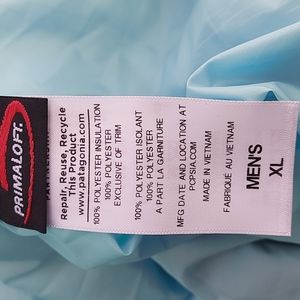 PRIMALOFT.
Repair, Reuse, Recycle
This Product
www.patagonia.com
100% POLYESTER INSULATION
100% POLYESTER
EXCLUSIVE OF TRIM
100% POLYESTER ISOLANT
100% POLYESTER
A PART LA GARNITURE
MFG DATE AND LOCATION AT
PCPSIA.COM
MADE IN VIETNAM
FABRIQUÉ AU VIETNAM
MEN'S
XL